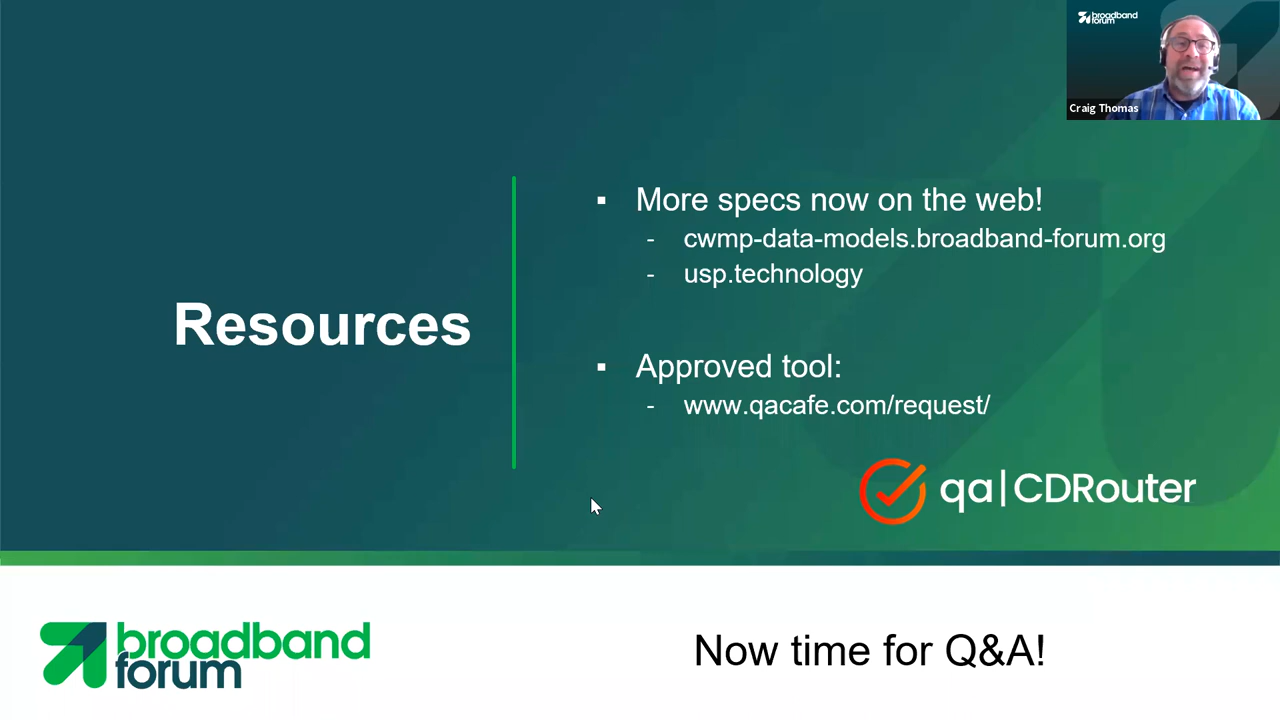 broadband
forum
Craig Thomas
Resources
More specs now on the web!
- cwmp-data-models.broadband-forum.org
- usp.technology
Approved tool:
- www.qacafe.com/request/
qa|CDRouter
broadband
forum
Now time for Q&A!